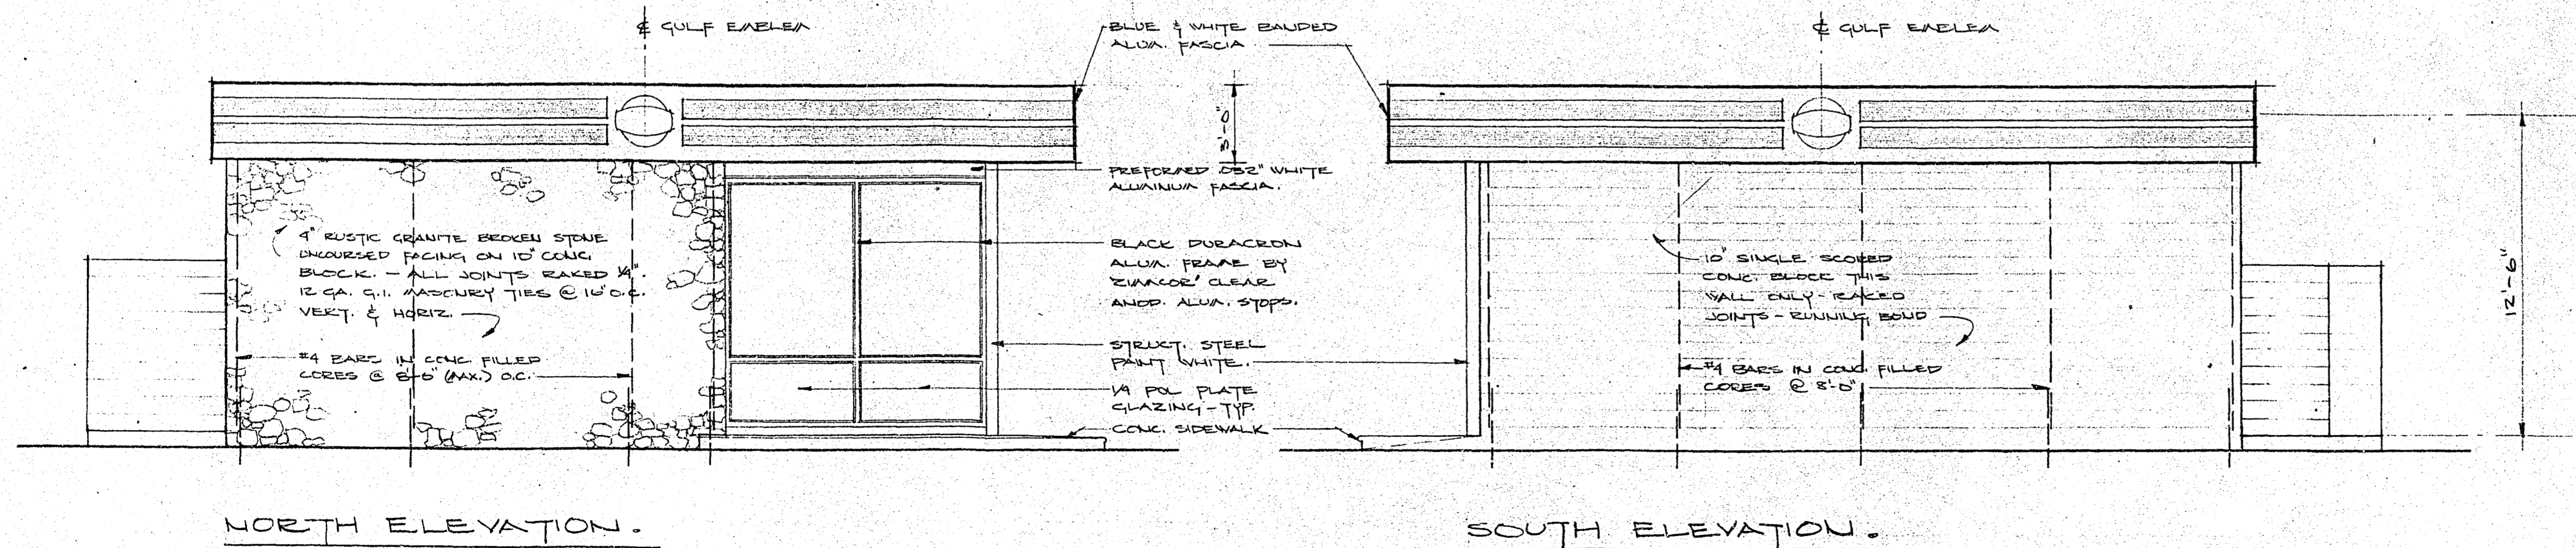 ℄ GULF EMBLEM
BLUE & WHITE BANDED
ALUM. FASCIA
℄ GULF EMBLEM
3'-0"
PREFORMED .032" WHITE
ALUMINUM FASCIA.
4" RUSTIC GRANITE BROKEN STONE
UNCOURSED FACING ON 10" CONC
BLOCK. - ALL JOINTS RAKED 1/4".
12 GA. G.I. MASONRY TIES @ 16" O.C.
VERT. & HORIZ.
#4 BARS IN CONC. FILLED
CORES @ 8'-0" (MAX.) O.C.
BLACK DURACRON
ALUM. FRAME BY
'ZIMMCOR' CLEAR
ANOD. ALUM. STOPS.
STRUCT. STEEL
PAINT WHITE.
1/4 POL PLATE
GLAZING - TYP.
CONC. SIDEWALK
10" SINGLE SCORED
CONC. BLOCK THIS
WALL ONLY - RAKED
JOINTS - RUNNING BOND
#4 BARS IN CONC. FILLED
CORES @ 8'-0"
12'-6"
NORTH ELEVATION.
SOUTH ELEVATION.